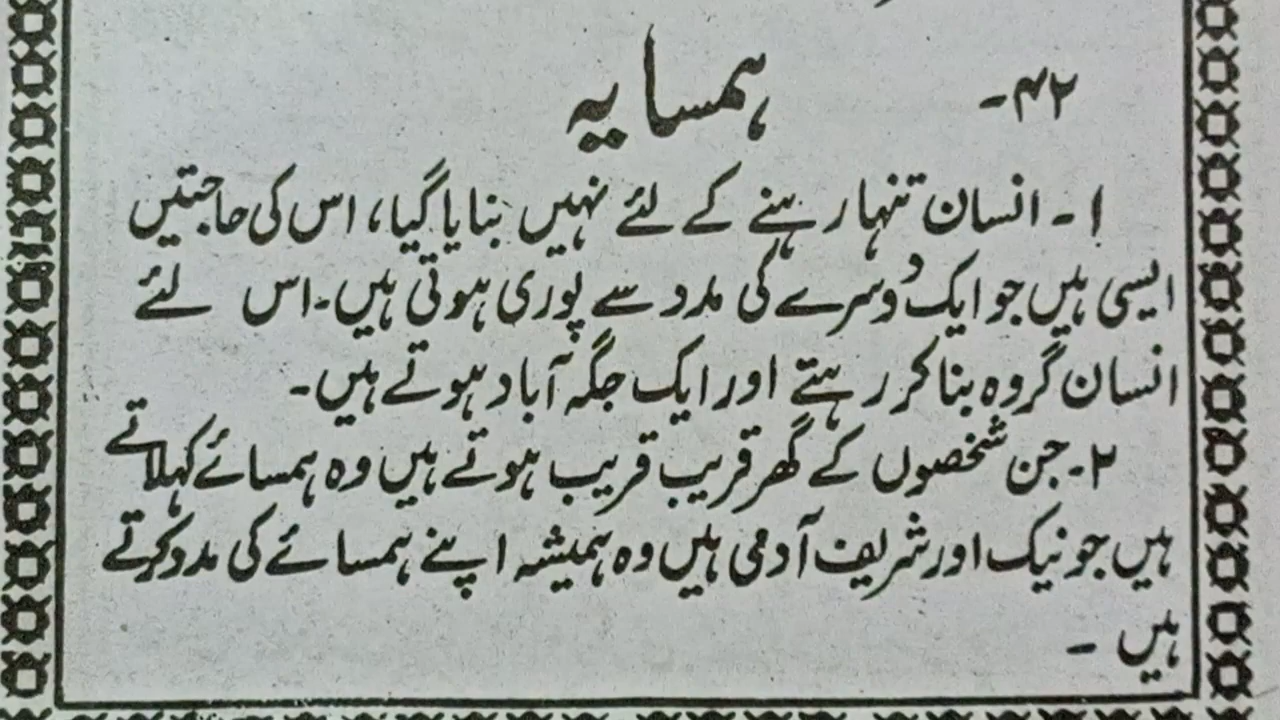 ۴۲- ہمسایہ
۱- انسان تنہا رہنے کے لئے نہیں بنایا گیا، اس کی حاجتیں
ایسی ہیں جو ایک دوسرے کی مدد سے پوری ہوتی ہیں۔ اس لئے
انسان گروہ بنا کر رہتے اور ایک جگہ آباد ہوتے ہیں۔
۲- جن شخصوں کے گھر قریب قریب ہوتے ہیں وہ ہمسائے کہلاتے
ہیں جو نیک اور شریف آدمی ہیں وہ ہمیشہ اپنے ہمسائے کی مدد کرتے
ہیں -